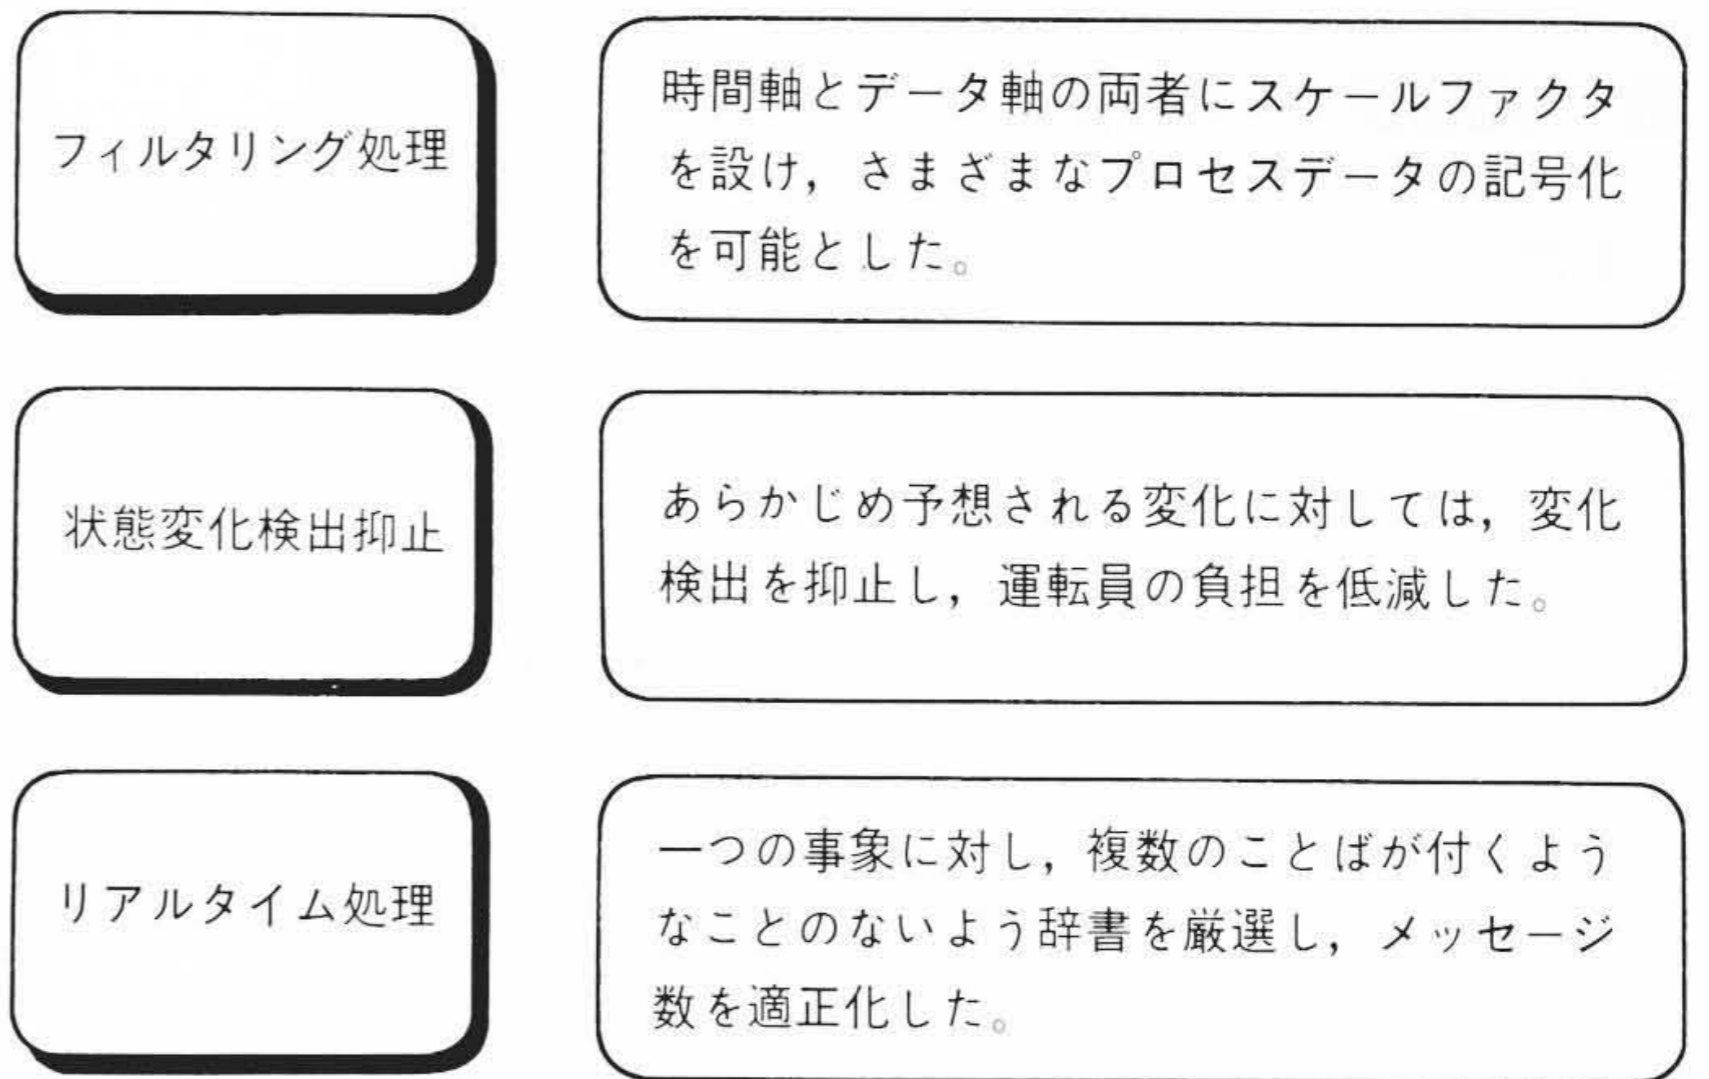 フィルタリング処理
時間軸とデータ軸の両者にスケールファクタ
を設け，さまざまなプロセスデータの記号化
を可能とした。
状態変化検出抑止
あらかじめ予想される変化に対しては，変化
検出を抑止し，運転員の負担を低減した。
リアルタイム処理
一つの事象に対し，複数のことばが付くよう
なことのないよう辞書を厳選し，メッセージ
数を適正化した。